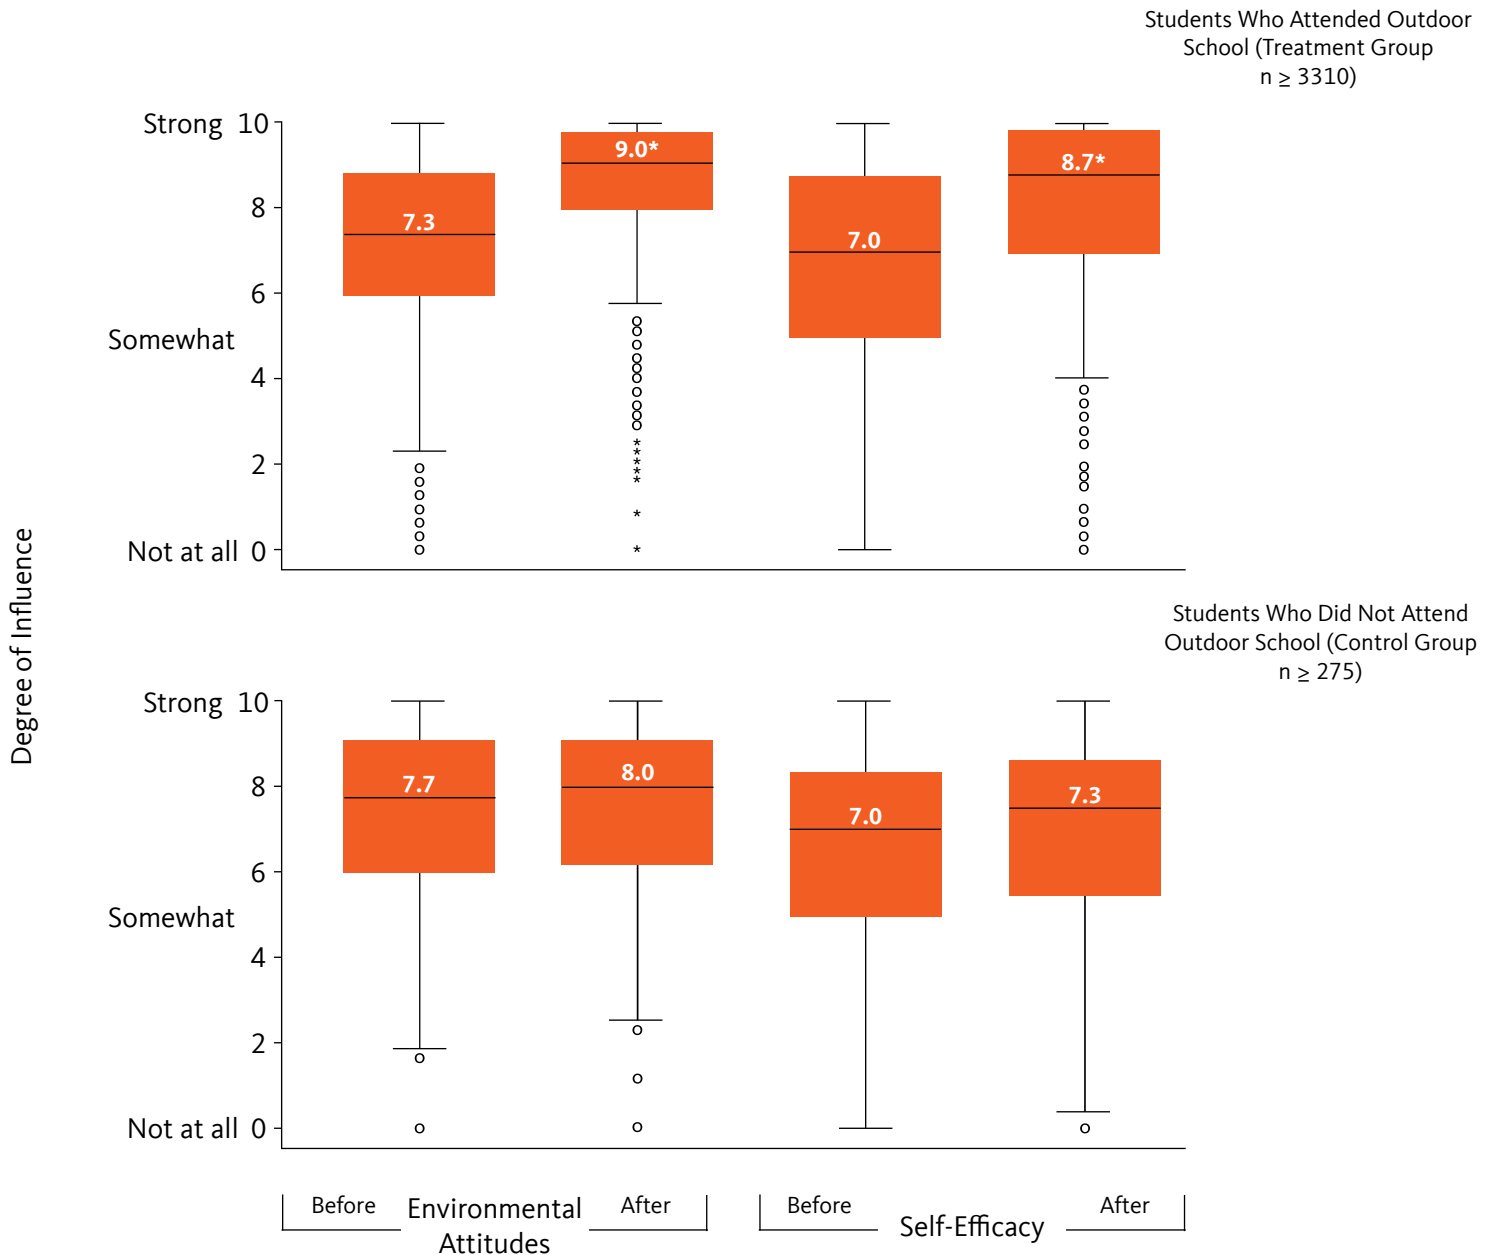 Students Who Attended Outdoor
School (Treatment Group
n ≥ 3310)
Degree of Influence
Strong 10
8
6
Somewhat
4
2
Not at all 0
7.3
9.0*
7.0
8.7*
Students Who Did Not Attend
Outdoor School (Control Group
n ≥ 275)
Strong 10
8
6
Somewhat
4
2
Not at all 0
7.7
8.0
7.0
7.3
Before
Environmental
Attitudes
After
Before
Self-Efficacy
After